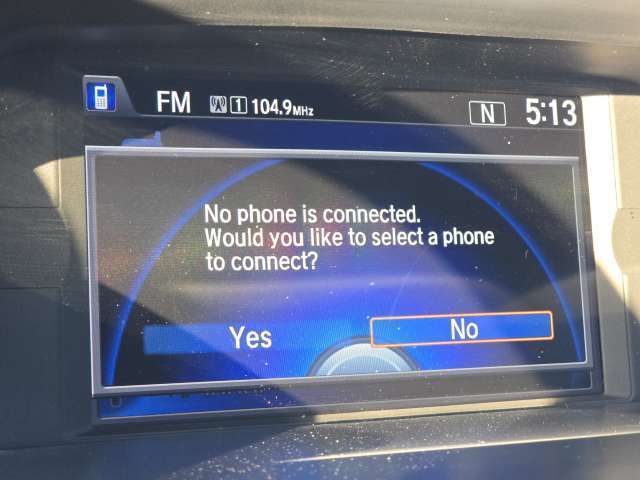 FM 1 104.9MHz N 5:13
No phone is connected.
Would you like to select a phone
to connect?
Yes No